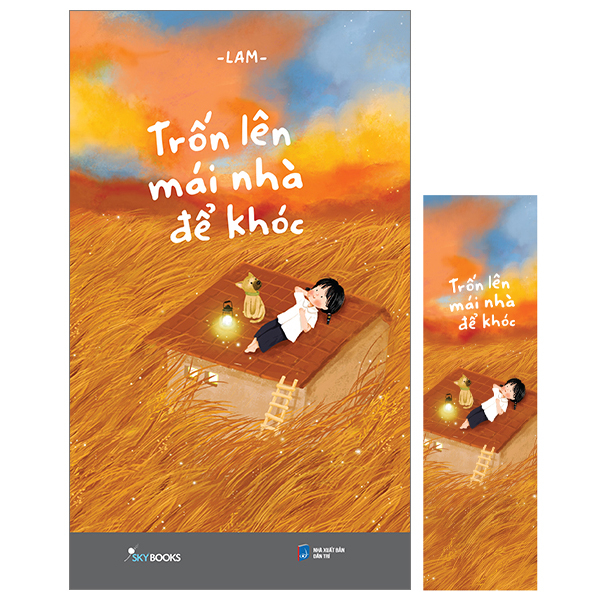 -LAM-
Trốn lên
mái nhà
để khóc
SKYBOOKS
NHÀ XUẤT BẢN
DÂN TRÍ
Trốn lên
mái nhà
để khóc